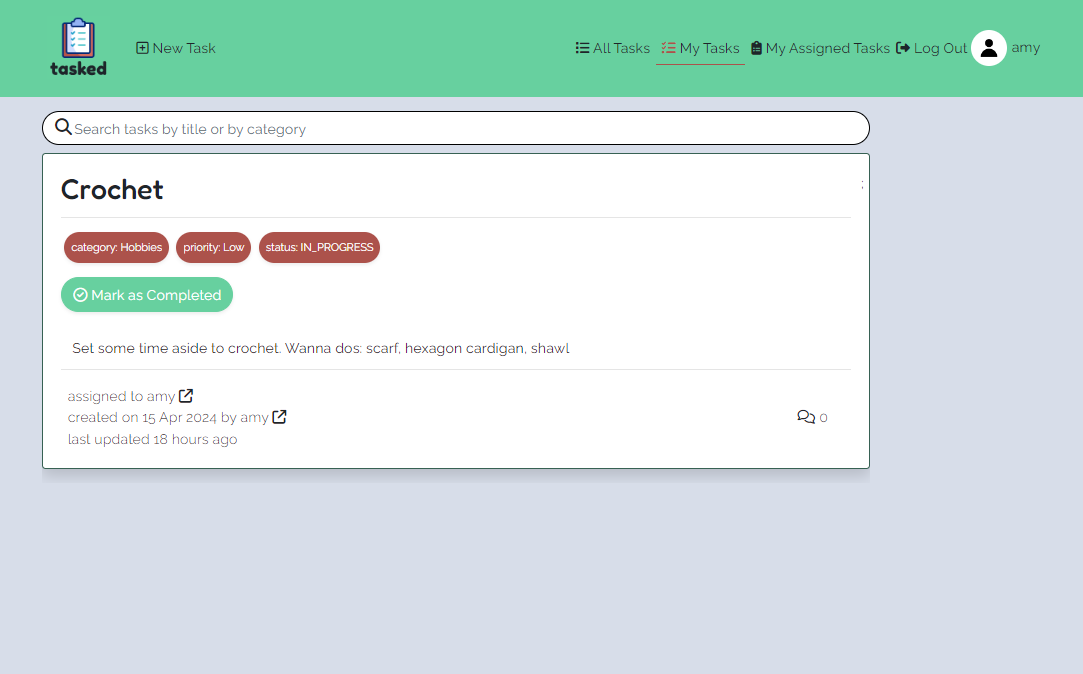 tasked
New Task
All Tasks My Tasks My Assigned Tasks Log Out amy
Search tasks by title or by category
Crochet
;
category: Hobbies priority: Low status: IN_PROGRESS
Mark as Completed
Set some time aside to crochet. Wanna dos: scarf, hexagon cardigan, shawl
assigned to amy
created on 15 Apr 2024 by amy
0
last updated 18 hours ago